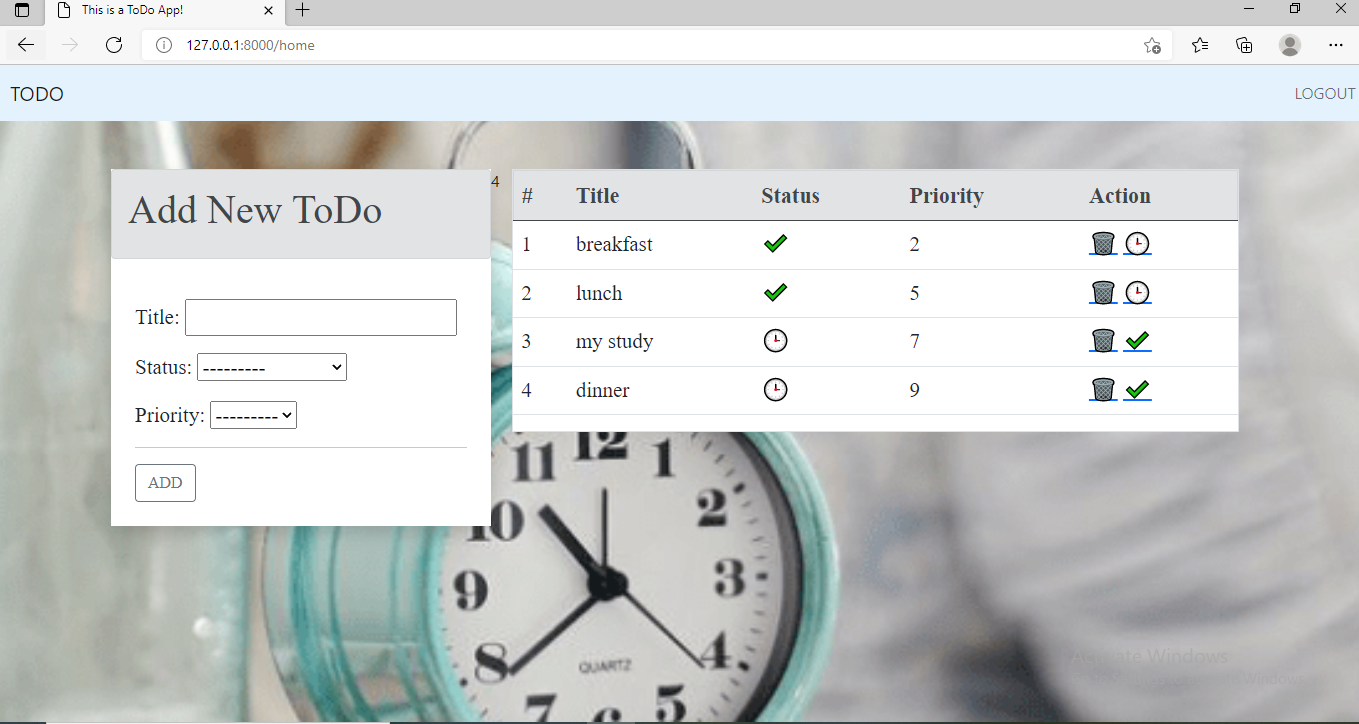 This is a ToDo App!
127.0.0.1:8000/home
TODO LOGOUT
Add New ToDo
4
Title:
Status: ---------
Priority: ---------
ADD
# Title Status Priority Action
1 breakfast 2
2 lunch 5
3 my study 7
4 dinner 9
11 12 1
10 2
9 3
8 4
QUARTZ
7 6 5
Activate Windows